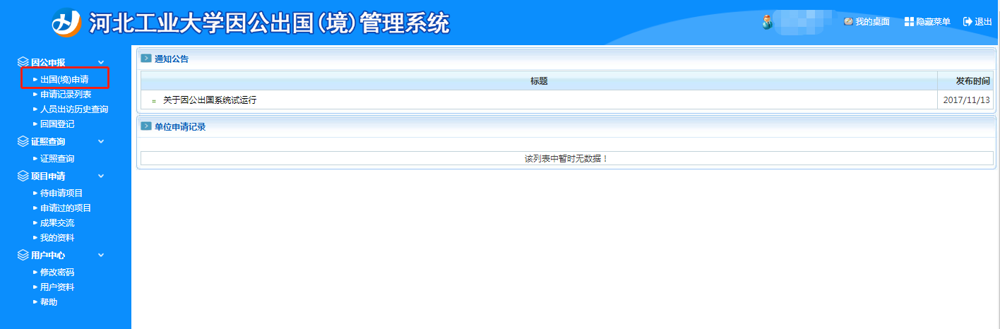 河北工业大学因公出国(境)管理系统
我的桌面 隐藏菜单 退出
因公申报
出国(境)申请
申请记录列表
人员出访历史查询
回国登记
证照查询
证照查询
项目申请
待申请项目
申请过的项目
成果交流
我的资料
用户中心
修改密码
用户资料
帮助
通知公告
标题 发布时间
关于因公出国系统试运行 2017/11/13
单位申请记录
该列表中暂时无数据！